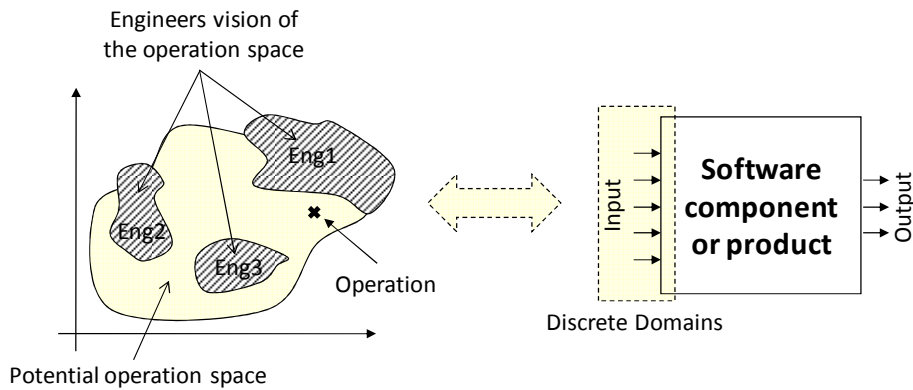 Engineers vision of
the operation space
Eng1
Eng2
Eng3
Operation
Potential operation space
Input
Software
component
or product
Output
Discrete Domains